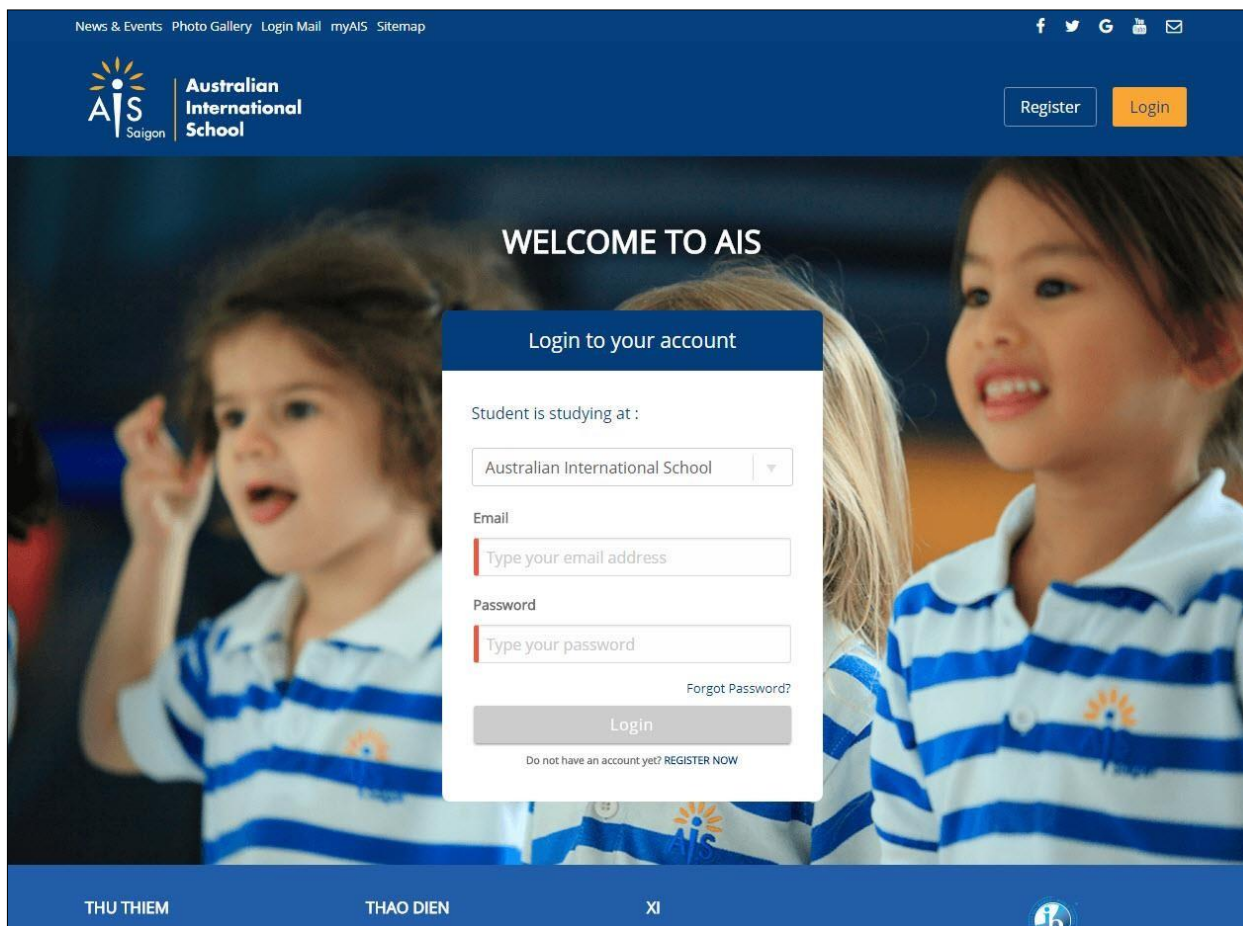 News & Events Photo Gallery Login Mail myAIS Sitemap
AIS
Saigon
Australian
International
School
Register
Login
WELCOME TO AIS
Login to your account
Student is studying at :
Australian International School
Email
Type your email address
Password
Type your password
Forgot Password?
Login
Do not have an account yet? REGISTER NOW
AIS
THU THIEM
THAO DIEN
XI
ib